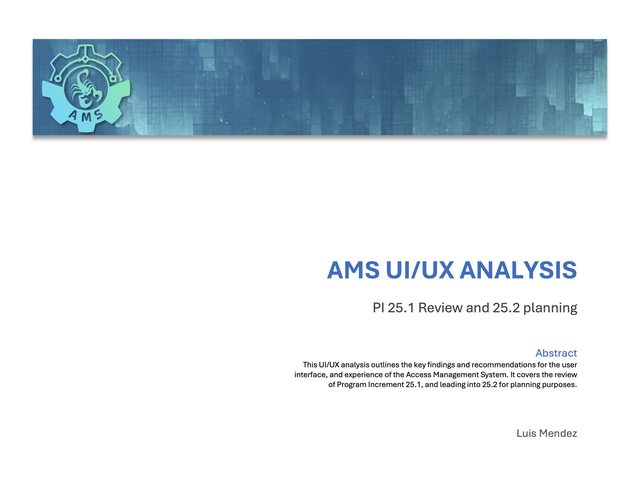 AMS
AMS UI/UX ANALYSIS
PI 25.1 Review and 25.2 planning
Abstract
This UI/UX analysis outlines the key findings and recommendations for the user
interface, and experience of the Access Management System. It covers the review
of Program Increment 25.1, and leading into 25.2 for planning purposes.
Luis Mendez